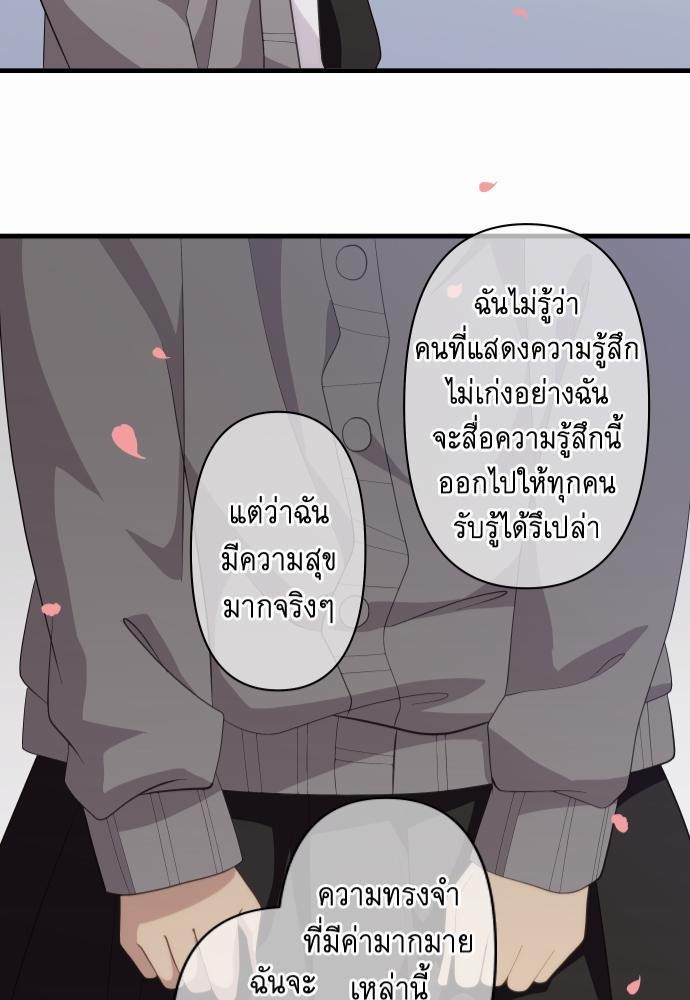 ฉันไม่รู้ว่า
คนที่แสดงความรู้สึก
ไม่เก่งอย่างฉัน
จะสื่อความรู้สึกนี้
ออกไปให้ทุกคน
รับรู้ได้รึเปล่า
แต่ว่าฉัน
มีความสุข
มากจริงๆ
ความทรงจำ
ที่มีค่ามากมาย
เหล่านี้
ฉันจะ